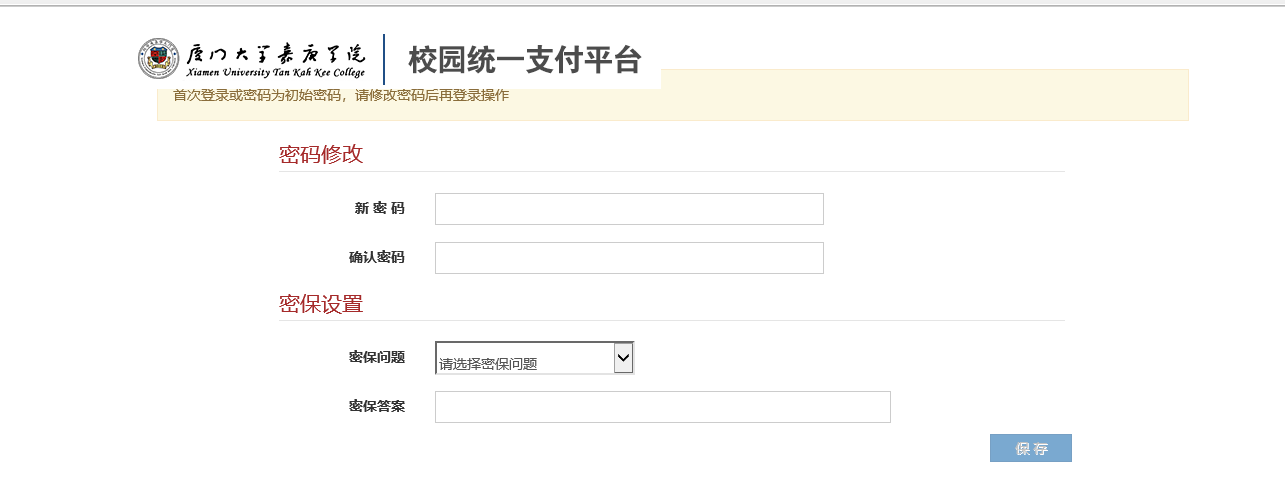 厦门大学嘉庚学院
Xiamen University Tan Kah Kee College
校园统一支付平台
首次登录或密码为初始密码，请修改密码后再登录操作
密码修改
新 密 码
确认密码
密保设置
密保问题
请选择密保问题
密保答案
保 存